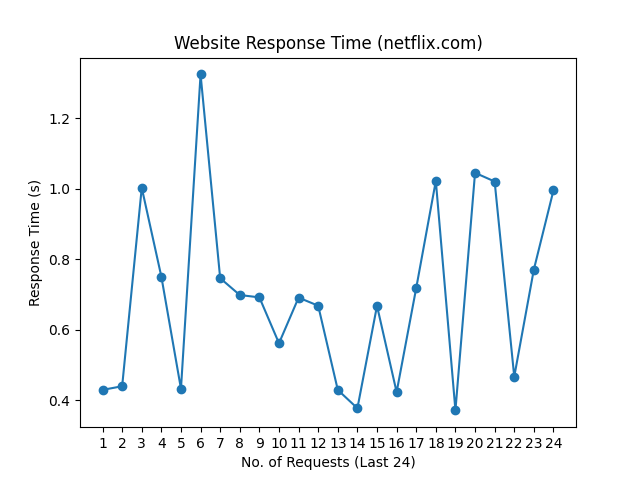 Website Response Time (netflix.com)
1.2
1.0
0.8
0.6
0.4
Response Time (s)
1 2 3 4 5 6 7 8 9 10 11 12 13 14 15 16 17 18 19 20 21 22 23 24
No. of Requests (Last 24)